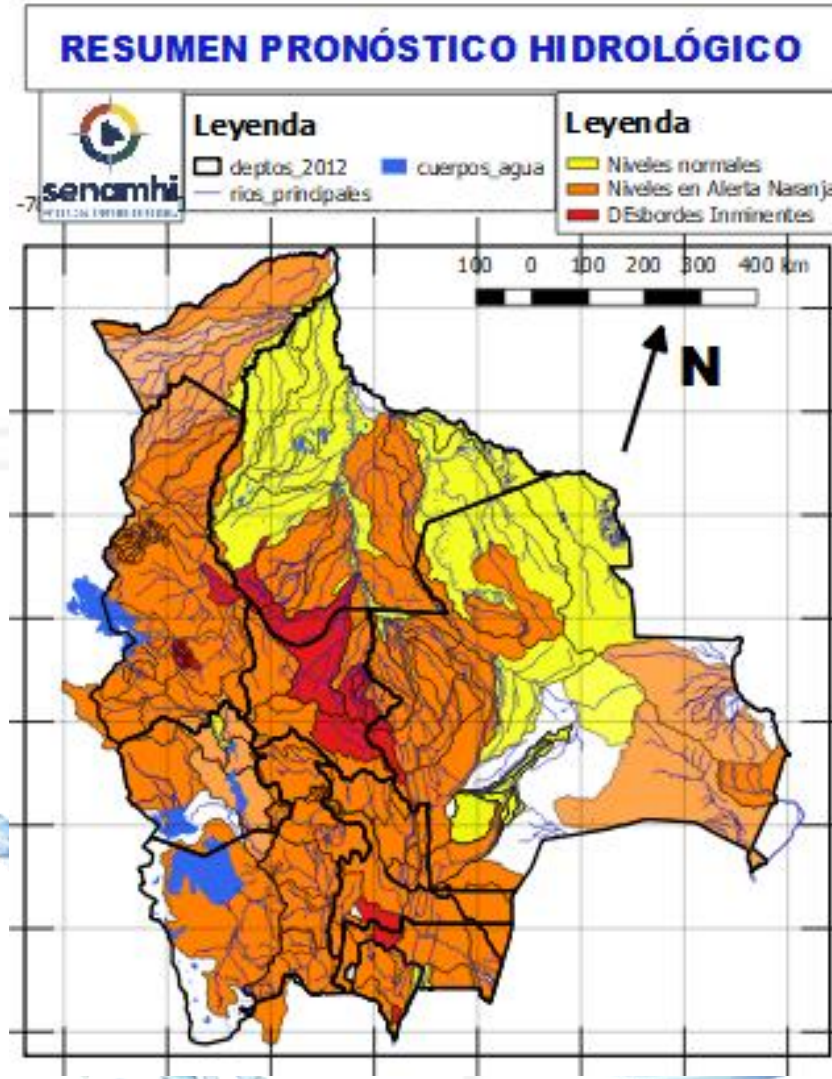 RESUMEN PRONÓSTICO HIDROLÓGICO
senamhi
Leyenda
deptos_2012
cuerpos_agua
rios_principales
Leyenda
Niveles normales
Niveles en Alerta Naranja
DEsbordes Inminentes
100 0 100 200 300 400 km
N